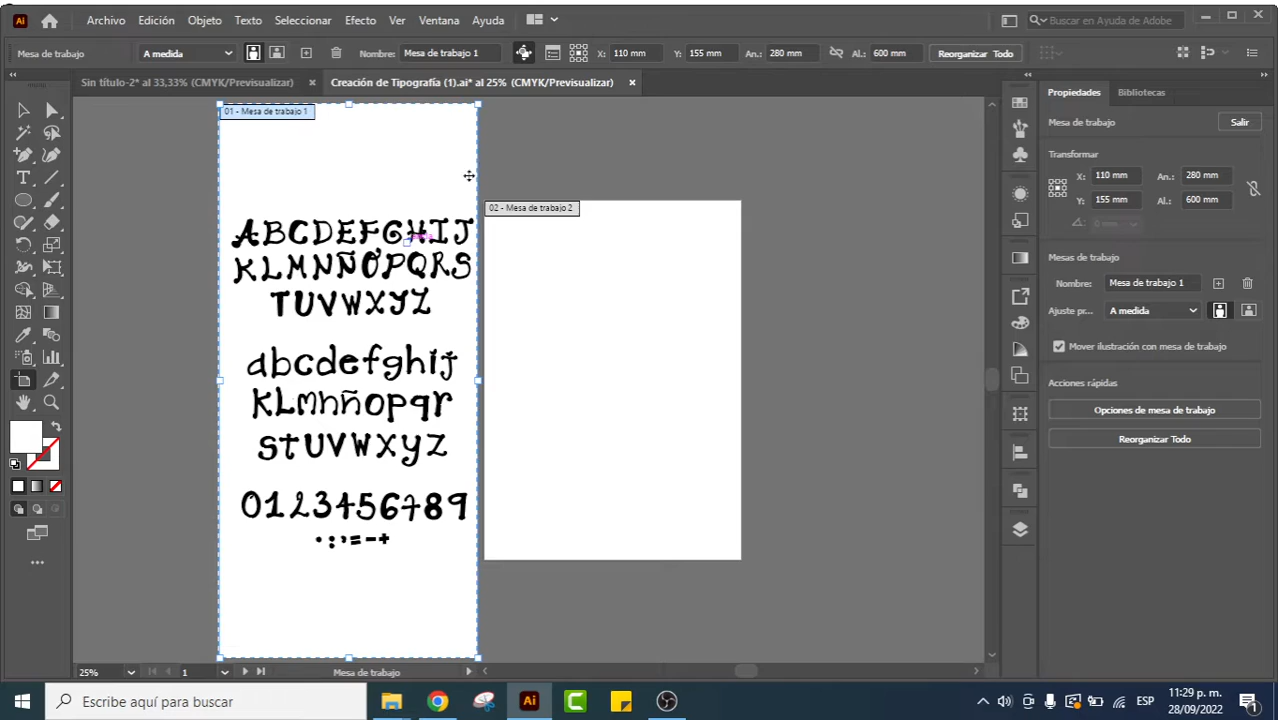 Ai
Archivo Edición Objeto Texto Seleccionar Efecto Ver Ventana Ayuda
Buscar en Ayuda de Adobe
Mesa de trabajo
A medida
Nombre: Mesa de trabajo 1
X: 110 mm Y: 155 mm An.: 280 mm Al.: 600 mm
Reorganizar Todo
Sin título-2* al 33,33% (CMYK/Previsualizar)
Creación de Tipografía (1).ai* al 25% (CMYK/Previsualizar)
01 - Mesa de trabajo 1
02 - Mesa de trabajo 2
ABCDEFGHIJ
KLMNÑOPQRS
TUVWXYZ
abcdefghij
KLmnñopqr
stUVWxyz
0123456789
.:,=-+
Propiedades
Bibliotecas
Mesa de trabajo
Salir
Transformar
X: 110 mm An.: 280 mm
Y: 155 mm Al.: 600 mm
0°
Mesas de trabajo
Nombre: Mesa de trabajo 1
Ajuste pr... A medida
Mover ilustración con mesa de trabajo
Acciones rápidas
Opciones de mesa de trabajo
Reorganizar Todo
25%
1
Mesa de trabajo
Escribe aquí para buscar
Ai
ESP
11:29 p. m.
28/09/2022
1